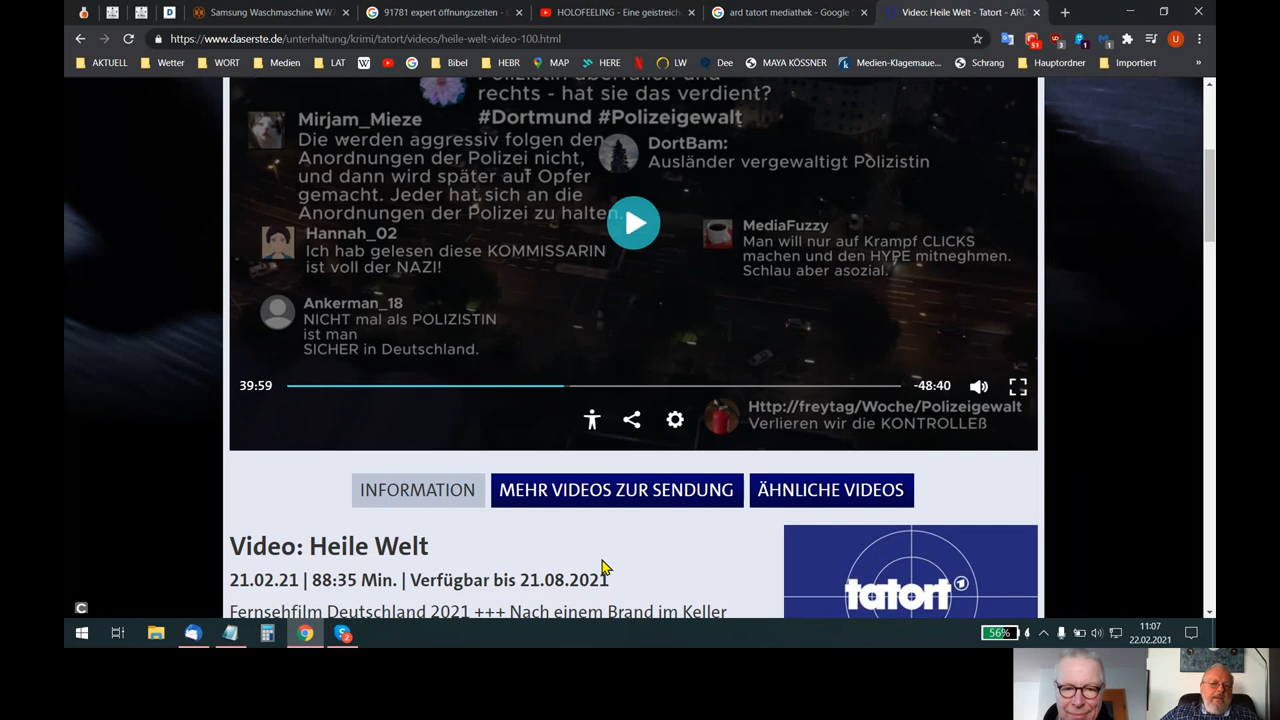 Samsung Waschmaschine WW7
91781 expert öffnungszeiten -
HOLOFEELING - Eine geistreich
ard tatort mediathek - Google S
Video: Heile Welt - Tatort - ARD
https://www.daserste.de/unterhaltung/krimi/tatort/videos/heile-welt-video-100.html
51
3
1
1
U
AKTUELL
Wetter
WORT
Medien
LAT
Bibel
HEBR
MAP
HERE
LW
Dee
MAYA KÖSSNER
Medien-Klagemaue...
Schrang
Hauptordner
Importiert
»
Polizistin überfallen und
rechts - hat sie das verdient?
#Dortmund #Polizeigewalt
Mirjam_Mieze
Die werden aggressiv folgen den
Anordnungen der Polizei nicht,
und dann wird später auf Opfer
gemacht. Jeder hat sich an die
Anordnungen der Polizei zu halten.
DortBam:
Ausländer vergewaltigt Polizistin
Hannah_02
Ich hab gelesen diese KOMMISSARIN
ist voll der NAZI!
MediaFuzzy
Man will nur auf Krampf CLICKS
machen und den HYPE mitneghmen.
Schlau aber asozial.
Ankerman_18
NICHT mal als POLIZISTIN
ist man
SICHER in Deutschland.
39:59
-48:40
Http://freytag/Woche/Polizeigewalt
Verlieren wir die KONTROLLEß
INFORMATION
MEHR VIDEOS ZUR SENDUNG
ÄHNLICHE VIDEOS
Video: Heile Welt
21.02.21 | 88:35 Min. | Verfügbar bis 21.08.2021
Fernsehfilm Deutschland 2021 +++ Nach einem Brand im Keller
tatort
56%
11:07
22.02.2021